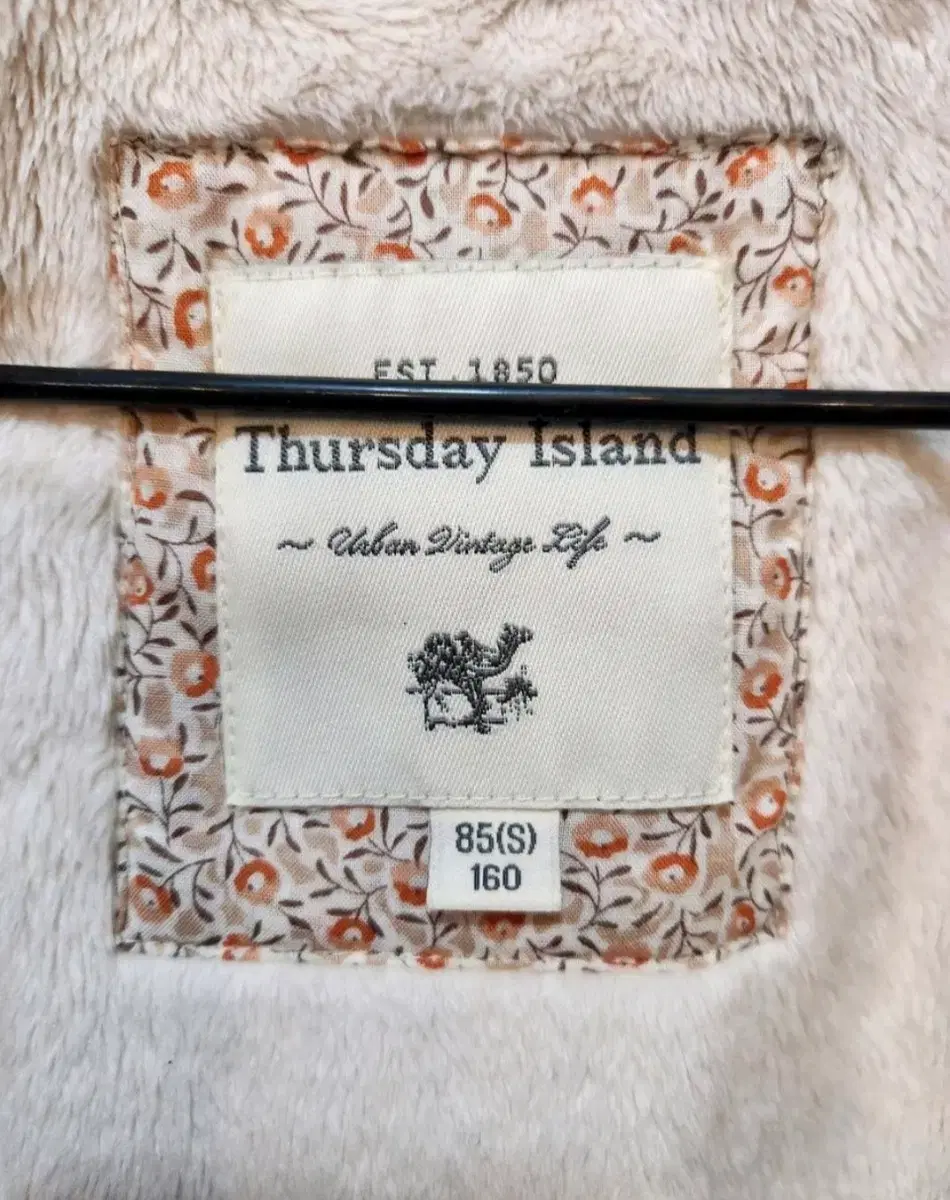 EST.1850
Thursday Island
~ Urban Vintage Life ~
85(S)
160